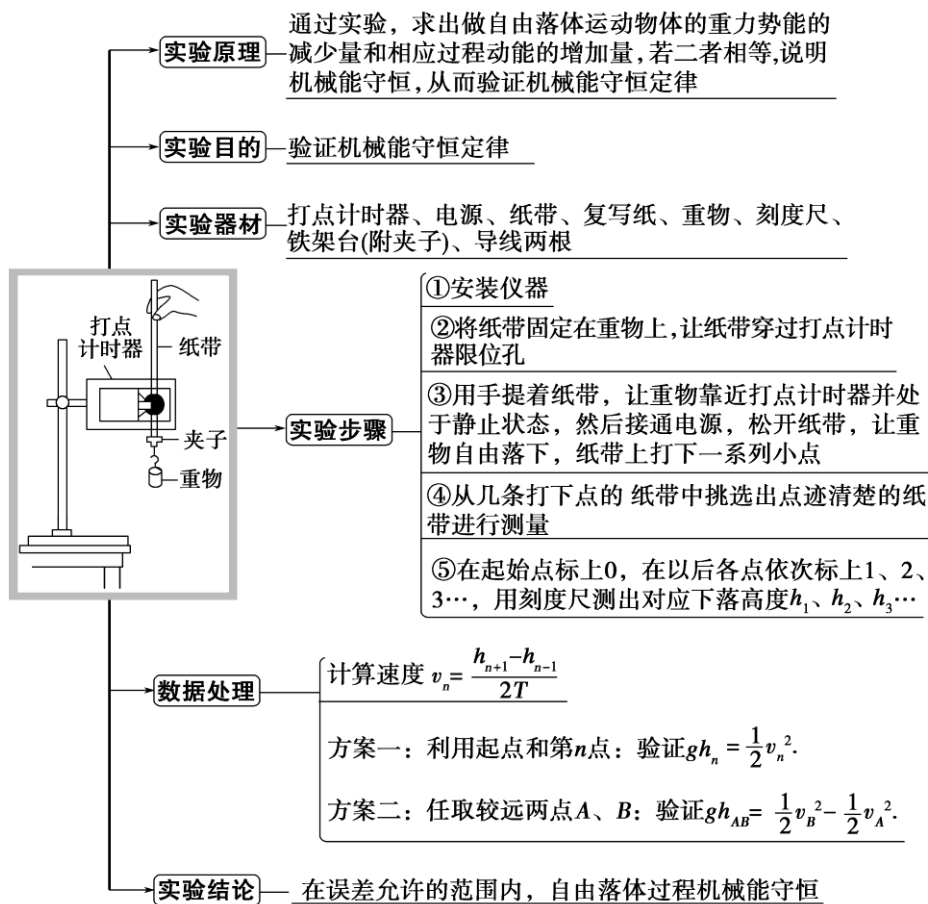 实验原理
通过实验，求出做自由落体运动物体的重力势能的
减少量和相应过程动能的增加量,若二者相等,说明
机械能守恒,从而验证机械能守恒定律
实验目的
验证机械能守恒定律
实验器材
打点计时器、电源、纸带、复写纸、重物、刻度尺、
铁架台(附夹子)、导线两根
打点
计时器
纸带
夹子
重物
实验步骤
①安装仪器
②将纸带固定在重物上,让纸带穿过打点计时
器限位孔
③用手提着纸带，让重物靠近打点计时器并处
于静止状态，然后接通电源，松开纸带，让重
物自由落下，纸带上打下一系列小点
④从几条打下点的 纸带中挑选出点迹清楚的纸
带进行测量
⑤在起始点标上0，在以后各点依次标上1、2、
3…，用刻度尺测出对应下落高度h₁、h₂、h₃…
数据处理
计算速度 vₙ= (hₙ₊₁−hₙ₋₁)/2T
方案一：利用起点和第n点：验证ghₙ = 1/2 vₙ².
方案二：任取较远两点A、B：验证gh_AB= 1/2 v_B²− 1/2 v_A².
实验结论
在误差允许的范围内，自由落体过程机械能守恒